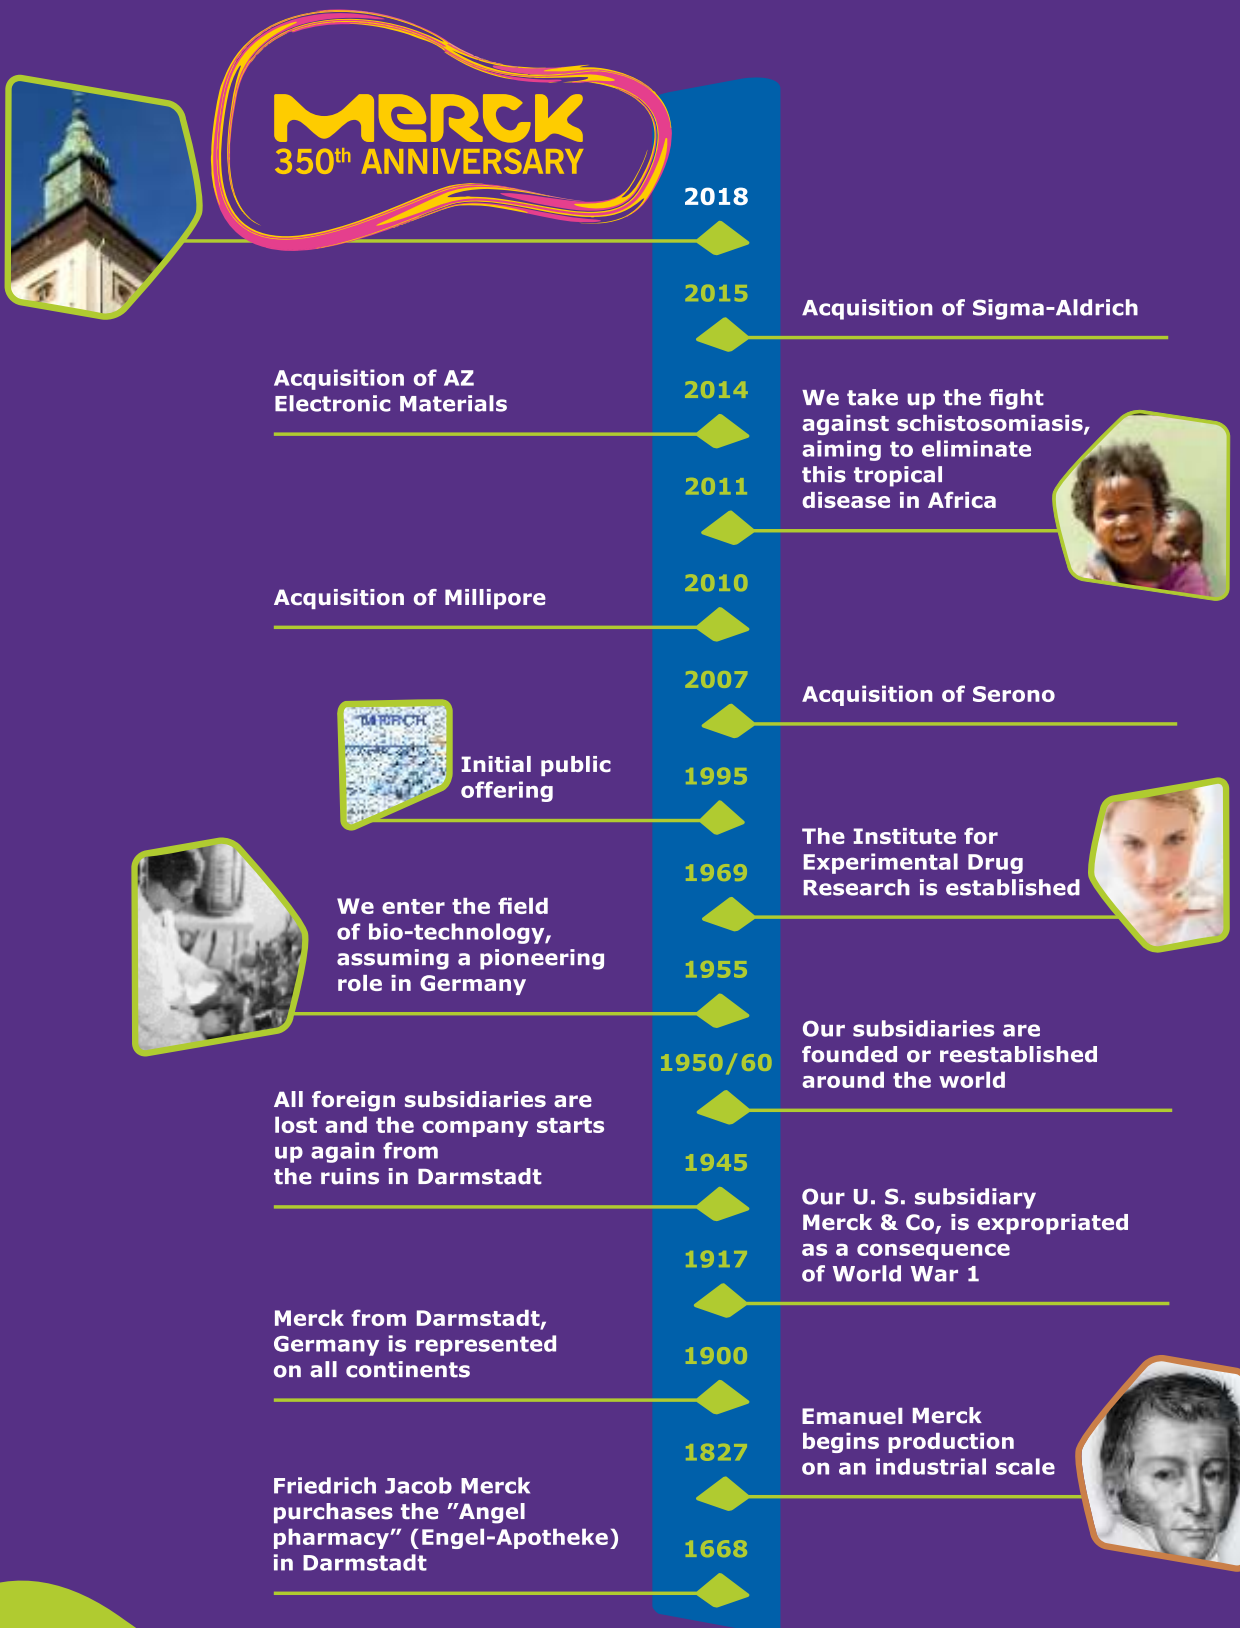 MERCK
350th ANNIVERSARY
2018
2015
Acquisition of Sigma-Aldrich
2014
Acquisition of AZ
Electronic Materials
2011
We take up the fight
against schistosomiasis,
aiming to eliminate
this tropical
disease in Africa
2010
Acquisition of Millipore
2007
Acquisition of Serono
1995
Initial public
offering
1969
The Institute for
Experimental Drug
Research is established
1955
We enter the field
of bio-technology,
assuming a pioneering
role in Germany
1950/60
Our subsidiaries are
founded or reestablished
around the world
1945
All foreign subsidiaries are
lost and the company starts
up again from
the ruins in Darmstadt
1917
Our U. S. subsidiary
Merck & Co, is expropriated
as a consequence
of World War 1
1900
Merck from Darmstadt,
Germany is represented
on all continents
1827
Emanuel Merck
begins production
on an industrial scale
1668
Friedrich Jacob Merck
purchases the ”Angel
pharmacy” (Engel-Apotheke)
in Darmstadt